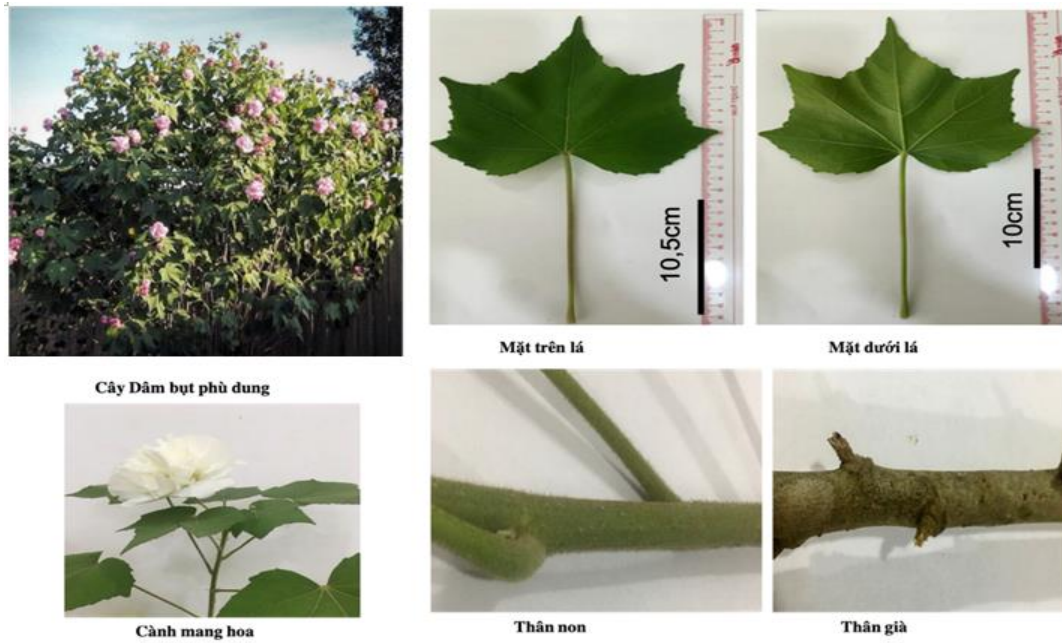 10,5cm
10cm
Mặt trên lá
Mặt dưới lá
Cây Dâm bụt phù dung
Cành mang hoa
Thân non
Thân già